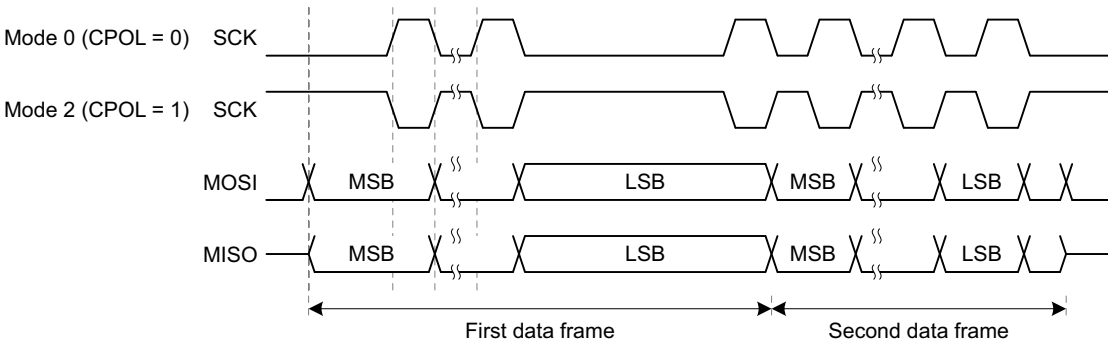 Mode 0 (CPOL = 0) SCK
Mode 2 (CPOL = 1) SCK
MOSI MSB LSB MSB LSB
MISO MSB LSB MSB LSB
First data frame Second data frame